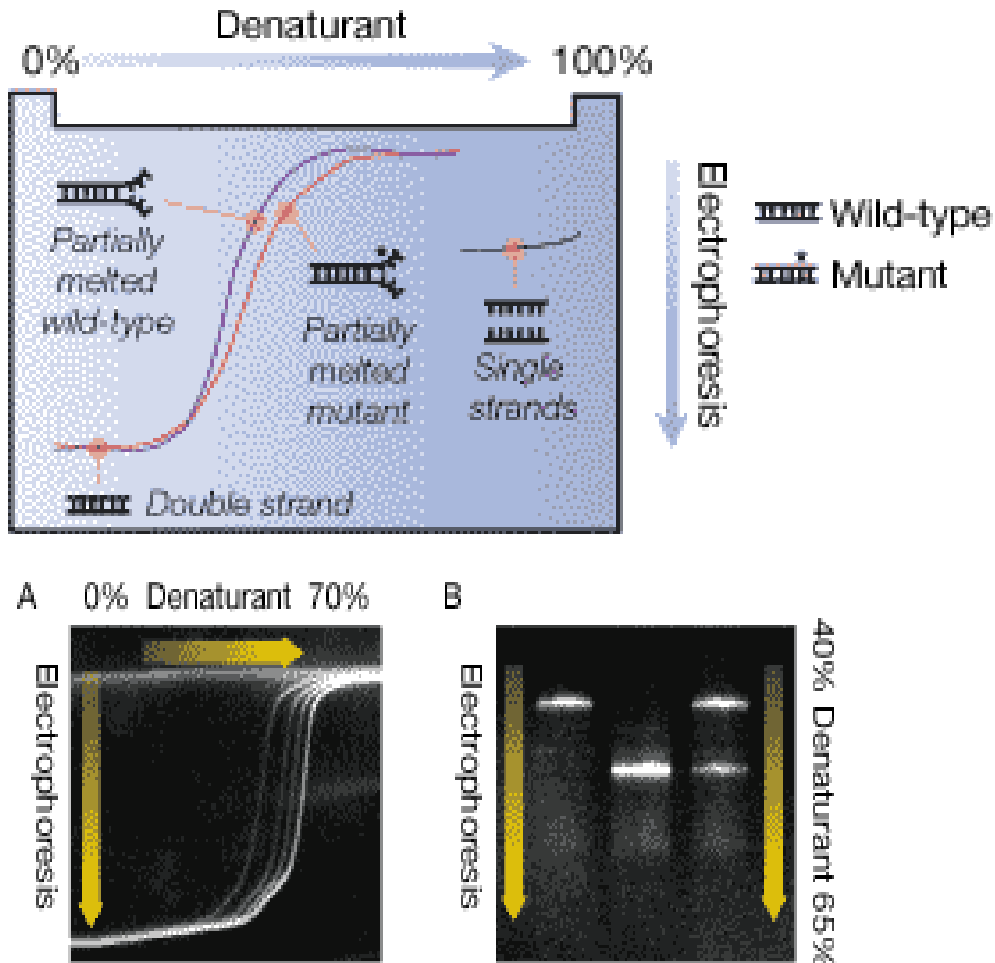 Denaturant
0%
100%
Partially
melted
wild-type
Partially
melted
mutant
Single
strands
Double strand
Electrophoresis
Wild-type
Mutant
A
0% Denaturant 70%
Electrophoresis
B
Electrophoresis
40% Denaturant 65%